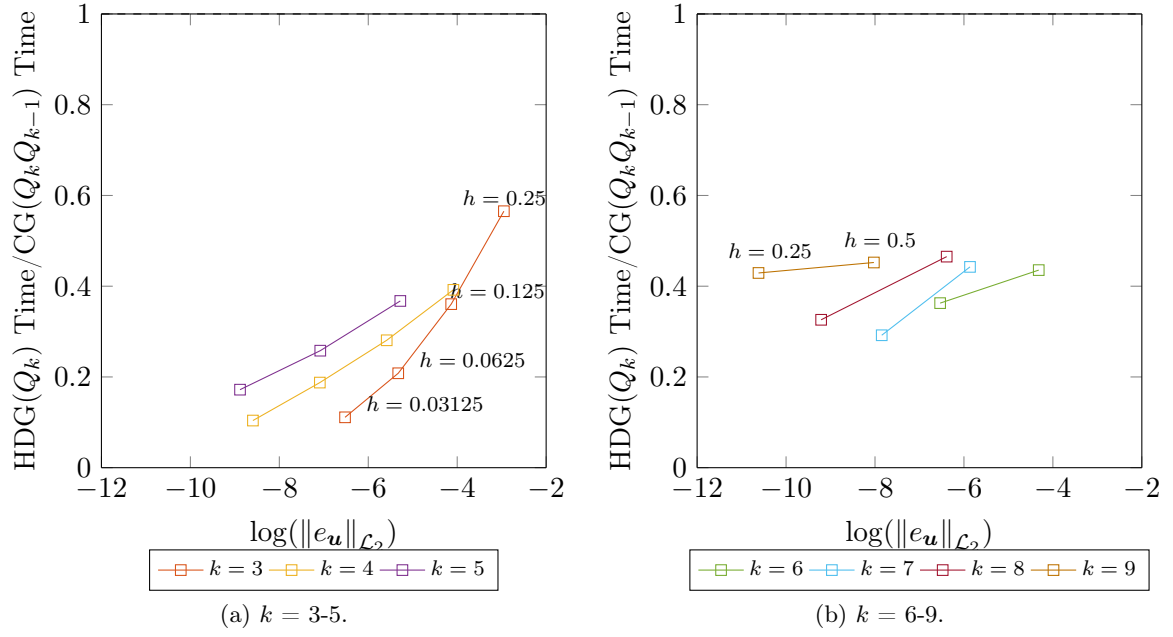 HDG(Q_k) Time/CG(Q_kQ_{k−1}) Time
1
0.8
0.6
0.4
0.2
0
−12
−10
−8
−6
−4
−2
h = 0.25
h = 0.125
h = 0.0625
h = 0.03125
log(‖e_u‖_{ℒ_2})
k = 3 k = 4 k = 5
(a) k = 3-5.
HDG(Q_k) Time/CG(Q_kQ_{k−1}) Time
1
0.8
0.6
0.4
0.2
0
−12
−10
−8
−6
−4
−2
h = 0.25
h = 0.5
log(‖e_u‖_{ℒ_2})
k = 6 k = 7 k = 8 k = 9
(b) k = 6-9.